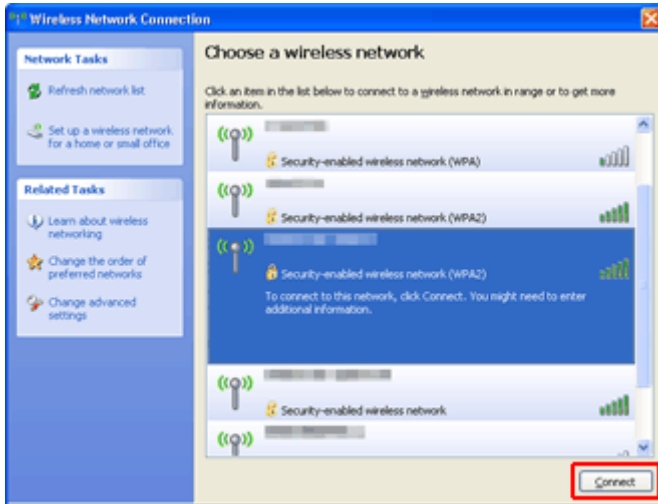 Wireless Network Connection
Network Tasks
Refresh network list
Set up a wireless network
for a home or small office
Related Tasks
Learn about wireless
networking
Change the order of
preferred networks
Change advanced
settings
Choose a wireless network
Click an item in the list below to connect to a wireless network in range or to get more
information.
Security-enabled wireless network (WPA)
Security-enabled wireless network (WPA2)
Security-enabled wireless network (WPA2)
To connect to this network, click Connect. You might need to enter
additional information.
Security-enabled wireless network
Connect